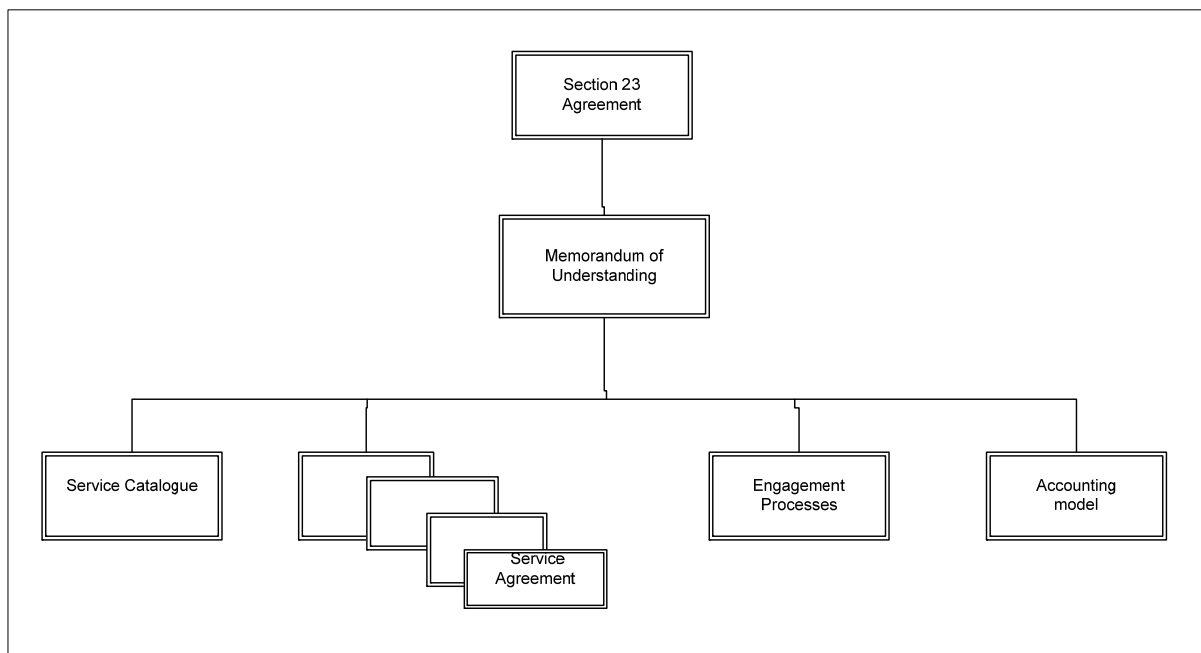 Section 23
Agreement
Memorandum of
Understanding
Service Catalogue
Service
Agreement
Engagement
Processes
Accounting
model